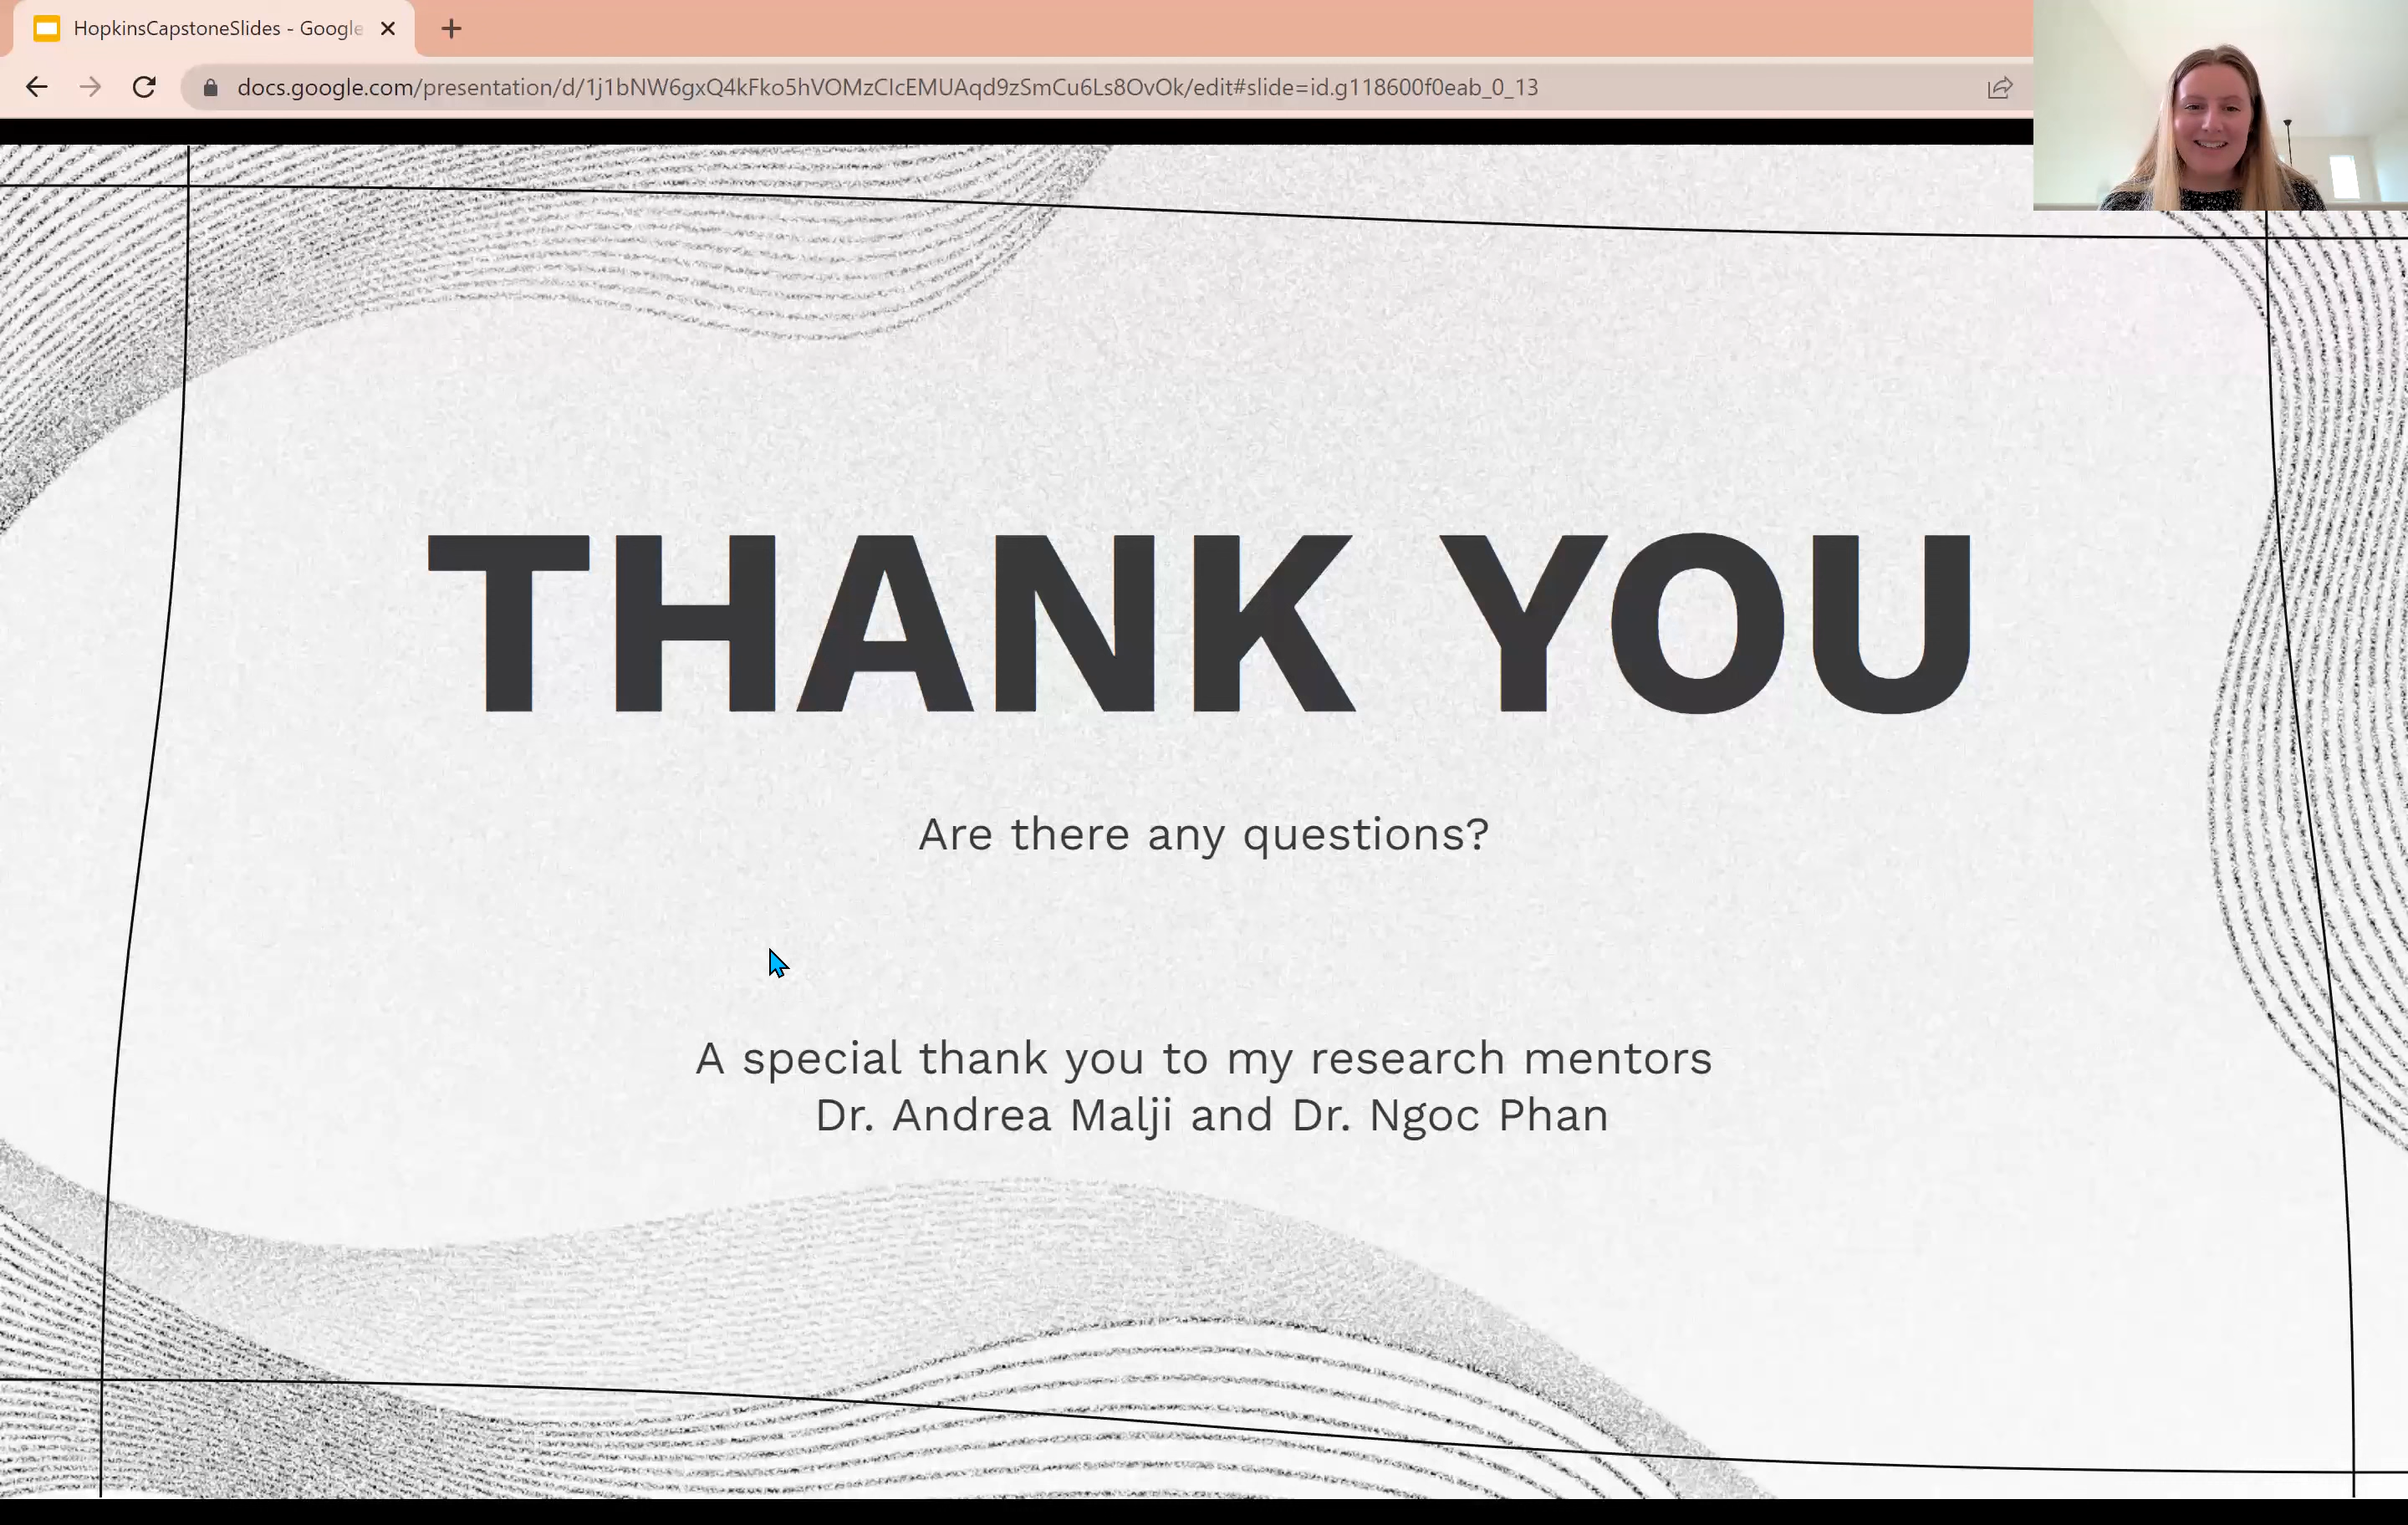 HopkinsCapstoneSlides - Google
docs.google.com/presentation/d/1j1bNW6gxQ4kFko5hVOMzCIcEMUAqd9zSmCu6Ls8OvOk/edit#slide=id.g118600f0eab_0_13
THANK YOU
Are there any questions?
A special thank you to my research mentors
Dr. Andrea Malji and Dr. Ngoc Phan